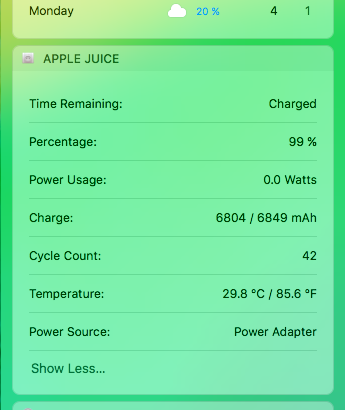 Monday 20 % 4 1
APPLE JUICE
Time Remaining: Charged
Percentage: 99 %
Power Usage: 0.0 Watts
Charge: 6804 / 6849 mAh
Cycle Count: 42
Temperature: 29.8 °C / 85.6 °F
Power Source: Power Adapter
Show Less...